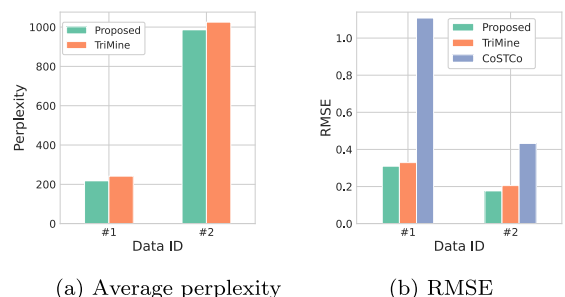 1000
800
600
400
200
0
Perplexity
Proposed
TriMine
#1
#2
Data ID
(a) Average perplexity
1.0
0.8
0.6
0.4
0.2
0.0
RMSE
Proposed
TriMine
CoSTCo
#1
#2
Data ID
(b) RMSE